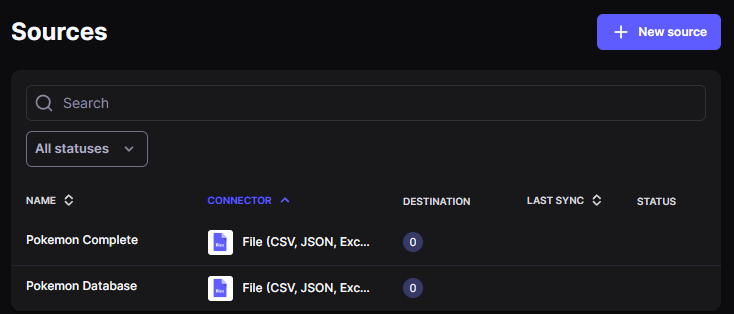 Sources
New source
Search
All statuses
NAME CONNECTOR DESTINATION LAST SYNC STATUS
Pokemon Complete File (CSV, JSON, Exc... 0
Pokemon Database File (CSV, JSON, Exc... 0